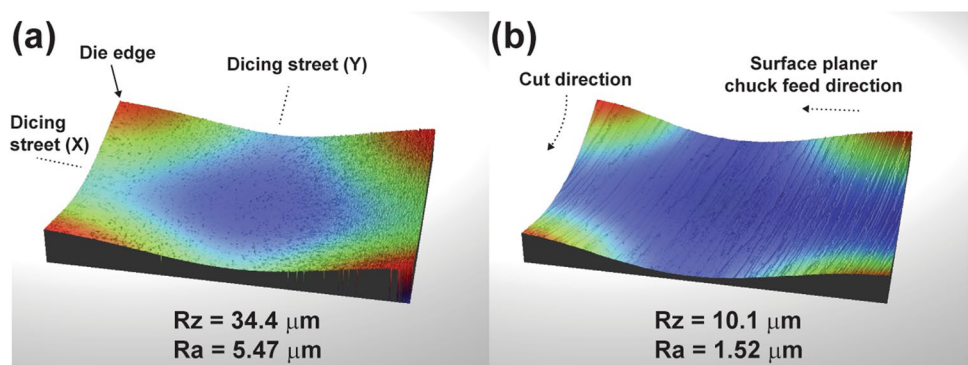 (a)
Die edge
Dicing street (Y)
Dicing
street (X)
Rz = 34.4 μm
Ra = 5.47 μm
(b)
Cut direction
Surface planer
chuck feed direction
Rz = 10.1 μm
Ra = 1.52 μm